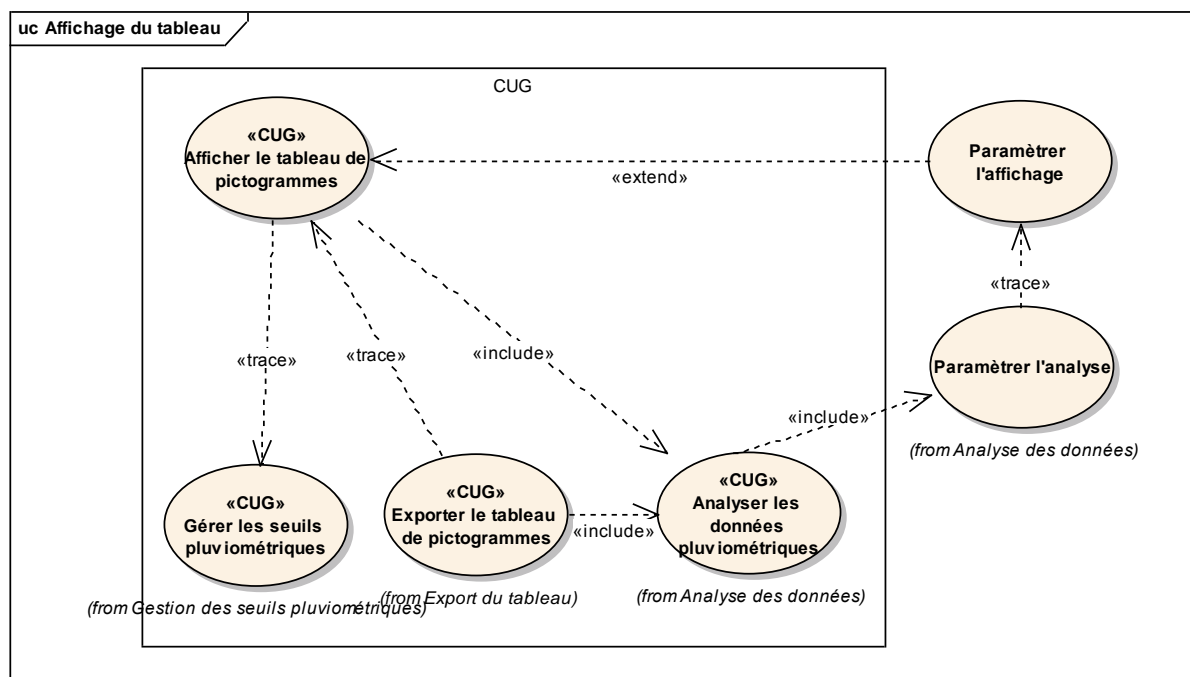 uc Affichage du tableau
CUG
«CUG»
Afficher le tableau de
pictogrammes
Paramètrer
l'affichage
«extend»
«trace»
Paramètrer l'analyse
(from Analyse des données)
«trace»
«trace»
«include»
«include»
«CUG»
Gérer les seuils
pluviométriques
(from Gestion des seuils pluviométriques)
«CUG»
Exporter le tableau
de pictogrammes
(from Export du tableau)
«include»
«CUG»
Analyser les
données
pluviométriques
(from Analyse des données)